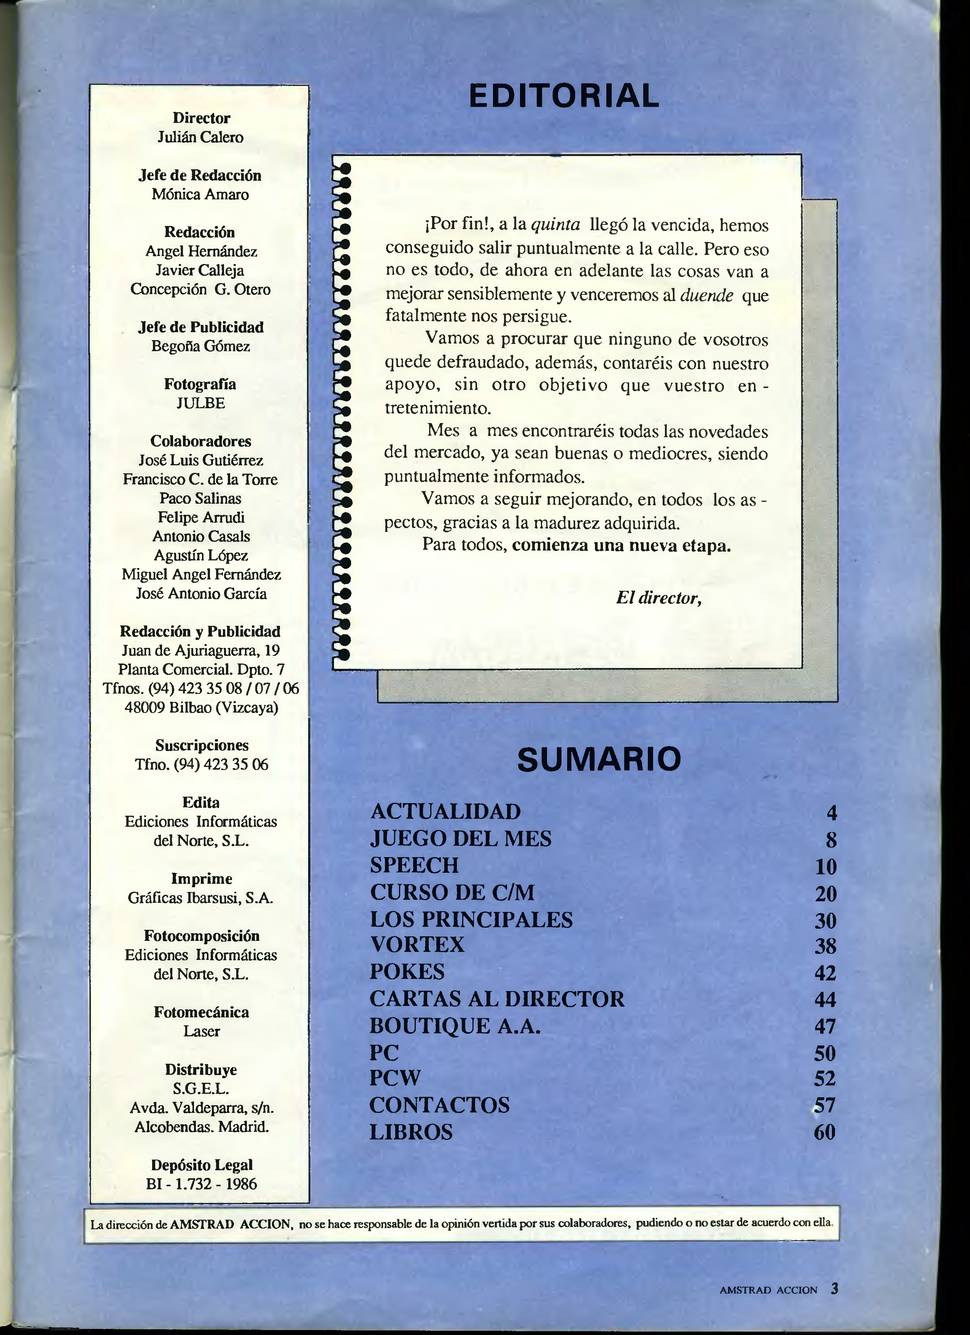 Director
Julián Calero
Jefe de Redacción
Mónica Amaro
Redacción
Angel Hernández
Javier Calleja
Concepción G. Otero
Jefe de Publicidad
Begoña Gómez
Fotografía
JULBE
Colaboradores
José Luis Gutiérrez
Francisco C. de la Torre
Paco Salinas
Felipe Arrudi
Antonio Casals
Agustín López
Miguel Angel Fernández
José Antonio García
Redacción y Publicidad
Juan de Ajuriaguerra, 19
Planta Comercial. Dpto. 7
Tfnos. (94) 423 35 08 / 07 / 06
48009 Bilbao (Vizcaya)
Suscripciones
Tfno. (94) 423 35 06
Edita
Ediciones Informáticas
del Norte, S.L.
Imprime
Gráficas Ibarsusi, S.A.
Fotocomposición
Ediciones Informáticas
del Norte, S.L.
Fotomecánica
Laser
Distribuye
S.G.E.L.
Avda. Valdeparra, s/n.
Alcobendas. Madrid.
Depósito Legal
BI - 1.732 - 1986
EDITORIAL
¡Por fin!, a la quinta llegó la vencida, hemos
conseguido salir puntualmente a la calle. Pero eso
no es todo, de ahora en adelante las cosas van a
mejorar sensiblemente y venceremos al duende que
fatalmente nos persigue.
Vamos a procurar que ninguno de vosotros
quede defraudado, además, contaréis con nuestro
apoyo, sin otro objetivo que vuestro en -
tretenimiento.
Mes a mes encontraréis todas las novedades
del mercado, ya sean buenas o mediocres, siendo
puntualmente informados.
Vamos a seguir mejorando, en todos los as -
pectos, gracias a la madurez adquirida.
Para todos, comienza una nueva etapa.
El director,
SUMARIO
ACTUALIDAD 4
JUEGO DEL MES 8
SPEECH 10
CURSO DE C/M 20
LOS PRINCIPALES 30
VORTEX 38
POKES 42
CARTAS AL DIRECTOR 44
BOUTIQUE A.A. 47
PC 50
PCW 52
CONTACTOS 57
LIBROS 60
La dirección de AMSTRAD ACCION, no se hace responsable de la opinión vertida por sus colaboradores, pudiendo o no estar de acuerdo con ella.
AMSTRAD ACCION 3